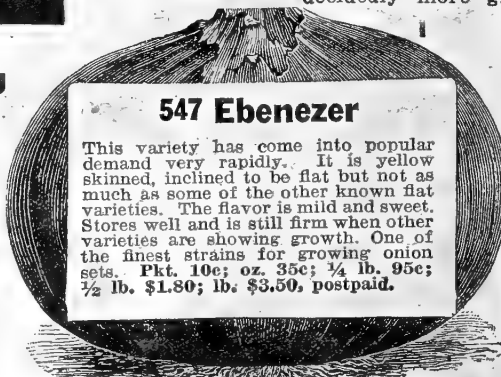 547 Ebenezer
This variety has come into popular
demand very rapidly. It is yellow
skinned, inclined to be flat but not as
much as some of the other known flat
varieties. The flavor is mild and sweet.
Stores well and is still firm when other
varieties are showing growth. One of
the finest strains for growing onion
sets. Pkt. 10c; oz. 35c; ¼ lb. 95c;
½ lb. $1.80; lb. $3.50, postpaid.